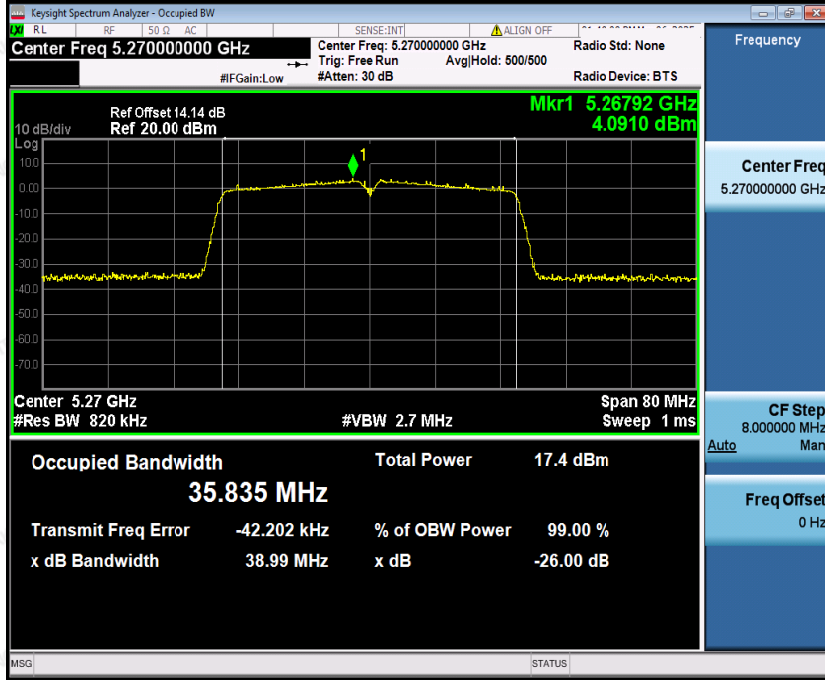 Keysight Spectrum Analyzer - Occupied BW
LXI RL RF 50 Ω AC SENSE:INT ALIGN OFF
Center Freq 5.270000000 GHz
Center Freq: 5.270000000 GHz Radio Std: None
Trig: Free Run Avg|Hold: 500/500
#IFGain:Low #Atten: 30 dB Radio Device: BTS
Ref Offset 14.14 dB
10 dB/div Ref 20.00 dBm
Mkr1 5.26792 GHz
4.0910 dBm
Log
10.0
0.00
-10.0
-20.0
-30.0
-40.0
-50.0
-60.0
-70.0
1
Center 5.27 GHz Span 80 MHz
#Res BW 820 kHz #VBW 2.7 MHz Sweep 1 ms
Occupied Bandwidth Total Power 17.4 dBm
35.835 MHz
Transmit Freq Error -42.202 kHz % of OBW Power 99.00 %
x dB Bandwidth 38.99 MHz x dB -26.00 dB
MSG STATUS
Frequency
Center Freq
5.270000000 GHz
CF Step
8.000000 MHz
Auto Man
Freq Offset
0 Hz